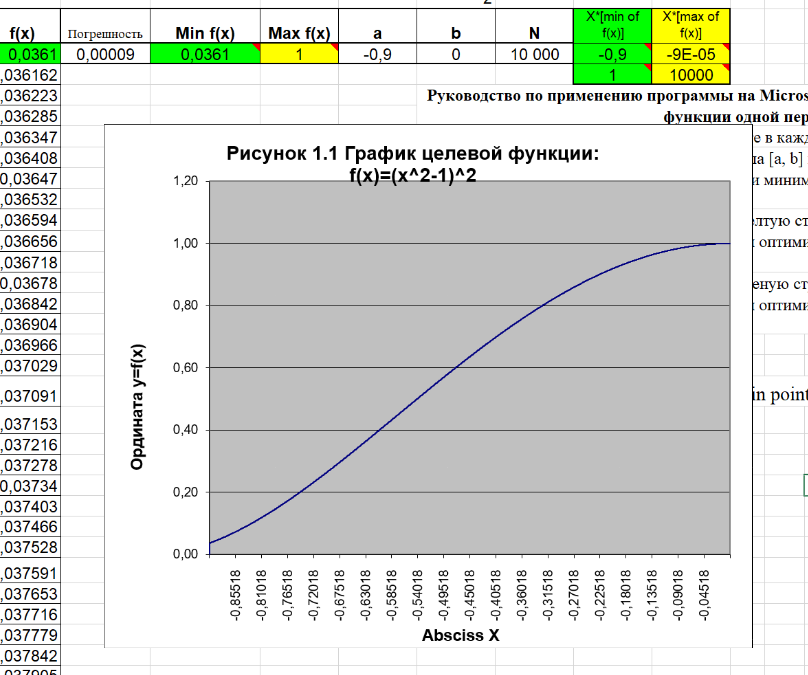 X*[min of X*[max of
f(x) Погрешность Min f(x) Max f(x) a b N f(x)] f(x)]
0,0361 0,00009 0,0361 1 -0,9 0 10 000 -0,9 -9E-05
,036162 1 10000
,036223 Руководство по применению программы на Micros
,036285 функции одной пер
,036347 е в кажд
,036408 ла [a, b]
0,03647 и миним
,036532
,036594 елтую ст
,036656 оптими
,036718
0,03678 еную ст
,036842 оптими
,036904
,036966
,037029
,037091 in point
,037153
,037216
,037278
0,03734
,037403
,037466
,037528
,037591
,037653
,037716
,037779
,037842
,037905
Рисунок 1.1 График целевой функции:
f(x)=(x^2-1)^2
1,20
1,00
0,80
0,60
0,40
0,20
0,00
Ордината y=f(x)
-0,85518 -0,81018 -0,76518 -0,72018 -0,67518 -0,63018 -0,58518 -0,54018 -0,49518 -0,45018 -0,40518 -0,36018 -0,31518 -0,27018 -0,22518 -0,18018 -0,13518 -0,09018 -0,04518
Absciss X